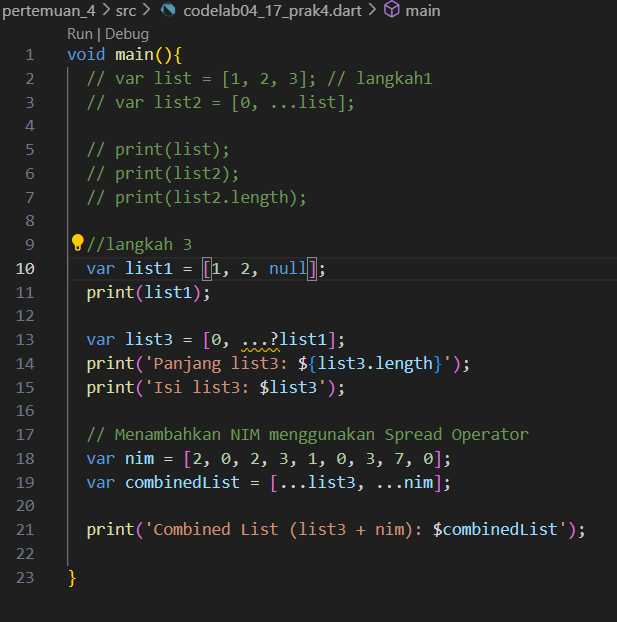 pertemuan_4 > src > codelab04_17_prak4.dart > main
Run | Debug
1 void main(){
2 // var list = [1, 2, 3]; // langkah1
3 // var list2 = [0, ...list];
4
5 // print(list);
6 // print(list2);
7 // print(list2.length);
8
9 //langkah 3
10 var list1 = [1, 2, null];
11 print(list1);
12
13 var list3 = [0, ...?list1];
14 print('Panjang list3: ${list3.length}');
15 print('Isi list3: $list3');
16
17 // Menambahkan NIM menggunakan Spread Operator
18 var nim = [2, 0, 2, 3, 1, 0, 3, 7, 0];
19 var combinedList = [...list3, ...nim];
20
21 print('Combined List (list3 + nim): $combinedList');
22
23 }